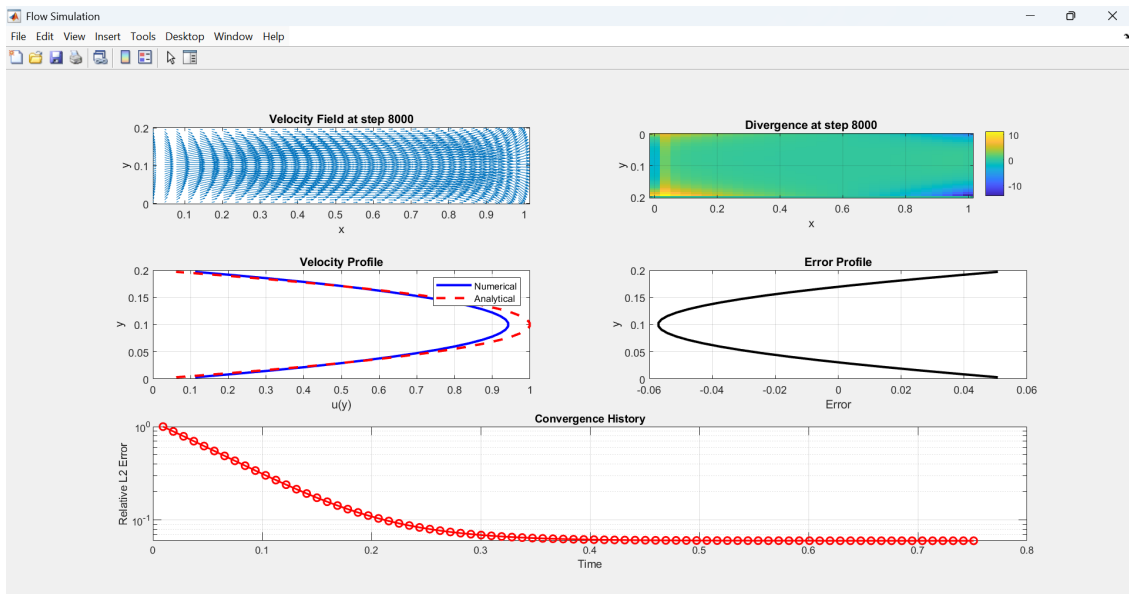 Flow Simulation
File Edit View Insert Tools Desktop Window Help
Velocity Field at step 8000
0.2
0.1
0
y
0.1 0.2 0.3 0.4 0.5 0.6 0.7 0.8 0.9 1
x
Divergence at step 8000
0
0.1
0.2
y
0 0.2 0.4 0.6 0.8 1
x
10
0
-10
Velocity Profile
0.2
0.15
0.1
0.05
0
y
Numerical
Analytical
0 0.1 0.2 0.3 0.4 0.5 0.6 0.7 0.8 0.9 1
u(y)
Error Profile
0.2
0.15
0.1
0.05
0
y
-0.06 -0.04 -0.02 0 0.02 0.04 0.06
Error
Convergence History
10^0
10^-1
Relative L2 Error
0 0.1 0.2 0.3 0.4 0.5 0.6 0.7 0.8
Time